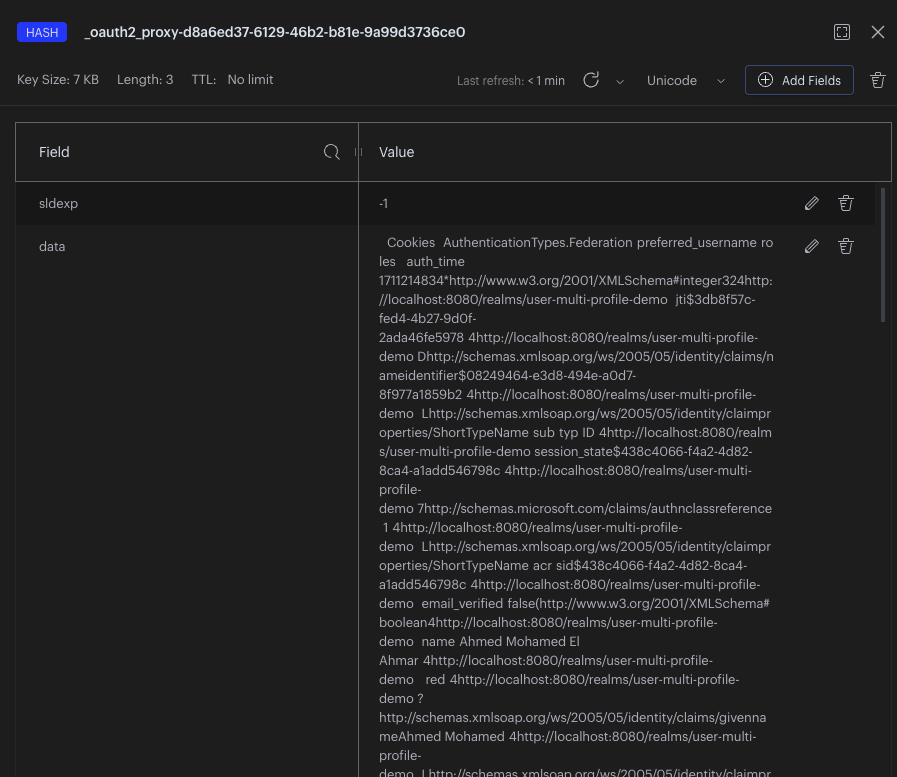 HASH _oauth2_proxy-d8a6ed37-6129-46b2-b81e-9a99d3736ce0
Key Size: 7 KB Length: 3 TTL: No limit Last refresh: < 1 min Unicode Add Fields
Field Value
sldexp -1
data Cookies AuthenticationTypes.Federation preferred_username ro
les auth_time
1711214834*http://www.w3.org/2001/XMLSchema#integer324http:
//localhost:8080/realms/user-multi-profile-demo jti$3db8f57c-
fed4-4b27-9d0f-
2ada46fe5978 4http://localhost:8080/realms/user-multi-profile-
demo Dhttp://schemas.xmlsoap.org/ws/2005/05/identity/claims/n
ameidentifier$08249464-e3d8-494e-a0d7-
8f977a1859b2 4http://localhost:8080/realms/user-multi-profile-
demo Lhttp://schemas.xmlsoap.org/ws/2005/05/identity/claimpr
operties/ShortTypeName sub typ ID 4http://localhost:8080/realm
s/user-multi-profile-demo session_state$438c4066-f4a2-4d82-
8ca4-a1add546798c 4http://localhost:8080/realms/user-multi-
profile-
demo 7http://schemas.microsoft.com/claims/authnclassreference
1 4http://localhost:8080/realms/user-multi-profile-
demo Lhttp://schemas.xmlsoap.org/ws/2005/05/identity/claimpr
operties/ShortTypeName acr sid$438c4066-f4a2-4d82-8ca4-
a1add546798c 4http://localhost:8080/realms/user-multi-profile-
demo email_verified false(http://www.w3.org/2001/XMLSchema#
boolean4http://localhost:8080/realms/user-multi-profile-
demo name Ahmed Mohamed El
Ahmar 4http://localhost:8080/realms/user-multi-profile-
demo red 4http://localhost:8080/realms/user-multi-profile-
demo ?
http://schemas.xmlsoap.org/ws/2005/05/identity/claims/givenna
meAhmed Mohamed 4http://localhost:8080/realms/user-multi-
profile-
demo Lhttp://schemas.xmlsoap.org/ws/2005/05/identity/claimpr